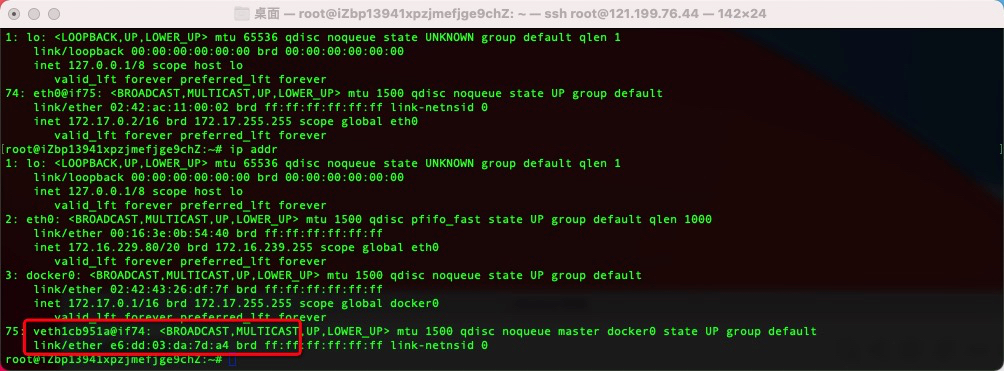 桌面 — root@iZbp13941xpzjmefjge9chZ: ~ — ssh root@121.199.76.44 — 142×24
1: lo: <LOOPBACK,UP,LOWER_UP> mtu 65536 qdisc noqueue state UNKNOWN group default qlen 1
link/loopback 00:00:00:00:00:00 brd 00:00:00:00:00:00
inet 127.0.0.1/8 scope host lo
valid_lft forever preferred_lft forever
74: eth0@if75: <BROADCAST,MULTICAST,UP,LOWER_UP> mtu 1500 qdisc noqueue state UP group default
link/ether 02:42:ac:11:00:02 brd ff:ff:ff:ff:ff:ff link-netnsid 0
inet 172.17.0.2/16 brd 172.17.255.255 scope global eth0
valid_lft forever preferred_lft forever
[root@iZbp13941xpzjmefjge9chZ:~# ip addr ]
1: lo: <LOOPBACK,UP,LOWER_UP> mtu 65536 qdisc noqueue state UNKNOWN group default qlen 1
link/loopback 00:00:00:00:00:00 brd 00:00:00:00:00:00
inet 127.0.0.1/8 scope host lo
valid_lft forever preferred_lft forever
2: eth0: <BROADCAST,MULTICAST,UP,LOWER_UP> mtu 1500 qdisc pfifo_fast state UP group default qlen 1000
link/ether 00:16:3e:0b:54:40 brd ff:ff:ff:ff:ff:ff
inet 172.16.229.80/20 brd 172.16.239.255 scope global eth0
valid_lft forever preferred_lft forever
3: docker0: <BROADCAST,MULTICAST,UP,LOWER_UP> mtu 1500 qdisc noqueue state UP group default
link/ether 02:42:43:26:df:7f brd ff:ff:ff:ff:ff:ff
inet 172.17.0.1/16 brd 172.17.255.255 scope global docker0
valid_lft forever preferred_lft forever
75: veth1cb951a@if74: <BROADCAST,MULTICAST,UP,LOWER_UP> mtu 1500 qdisc noqueue master docker0 state UP group default
link/ether e6:dd:03:da:7d:a4 brd ff:ff:ff:ff:ff:ff link-netnsid 0
root@iZbp13941xpzjmefjge9chZ:~#